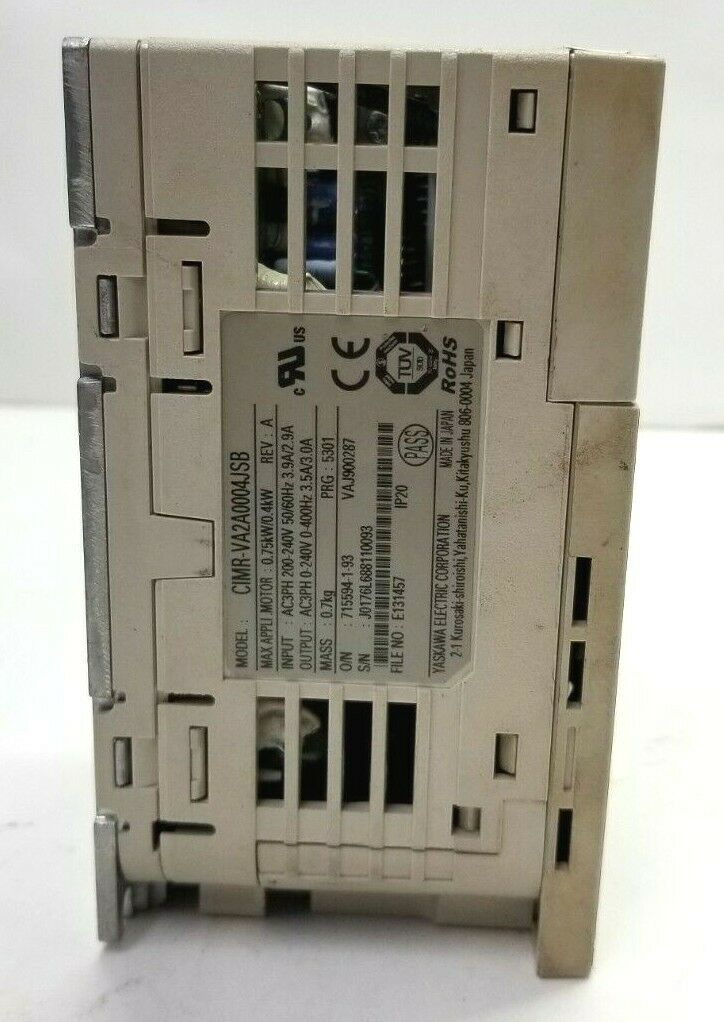 MODEL : CIMR-VA2A0004JSB
MAX APPLI .MOTOR : 0.75kW/0.4kW REV : A
INPUT : AC3PH 200-240V 50/60Hz 3.9A/2.9A
OUTPUT : AC3PH 0-240V 0-400Hz 3.5A/3.0A
MASS : 0.7kg PRG : 5301
O/N : 715594-1-93 VAJ900287
S/N : J0176L688110093
FILE NO : E131457 IP20 PASS
YASKAWA ELECTRIC CORPORATION MADE IN JAPAN
2-1 Kurosaki-shiroishi,Yahatanishi-Ku,Kitakyushu 806-0004 Japan
c RU US
CE
TÜV
SÜD
RoHS